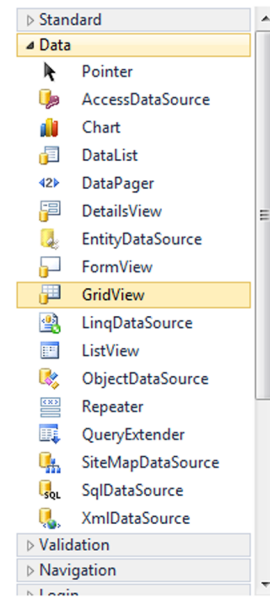 Standard
Data
Pointer
AccessDataSource
Chart
DataList
DataPager
DetailsView
EntityDataSource
FormView
GridView
LinqDataSource
ListView
ObjectDataSource
Repeater
QueryExtender
SiteMapDataSource
SqlDataSource
XmlDataSource
Validation
Navigation
Login